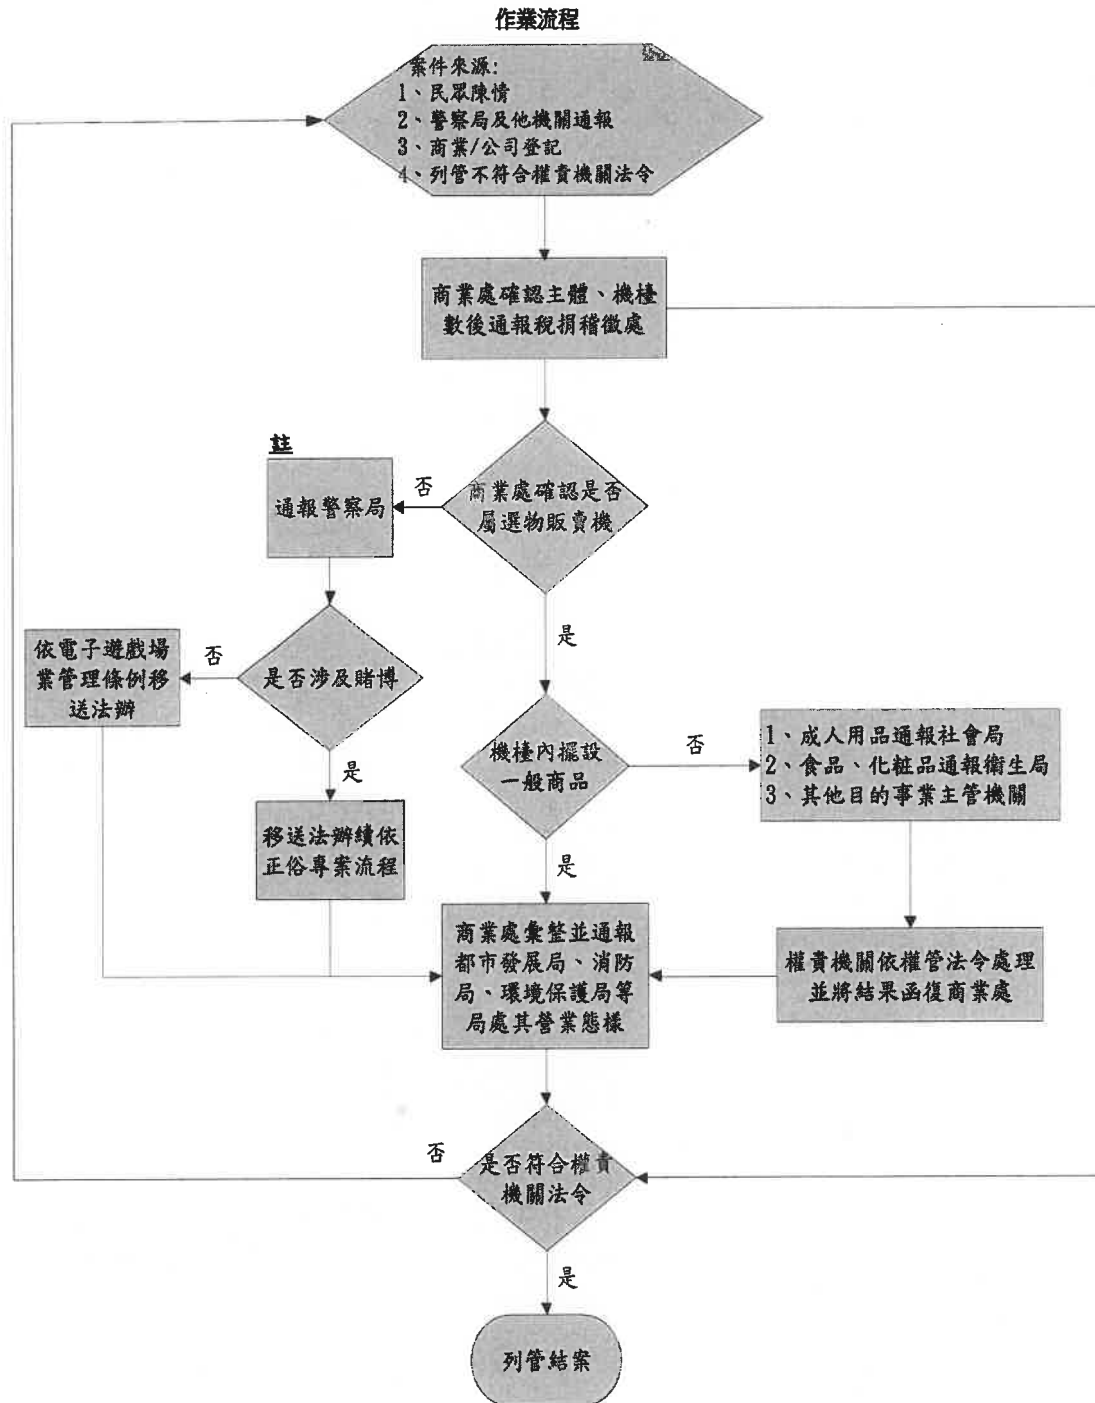 作業流程
案件來源:
1、民眾陳情
2、警察局及他機關通報
3、商業/公司登記
4、列管不符合權責機關法令
商業處確認主體、機檯
數後通報稅捐稽徵處
註
通報警察局
否
商業處確認是否
屬選物販賣機
是
依電子遊戲場
業管理條例移
送法辦
否
是否涉及賭博
是
移送法辦續依
正俗專案流程
機檯內擺設
一般商品
否
1、成人用品通報社會局
2、食品、化粧品通報衛生局
3、其他目的事業主管機關
是
商業處彙整並通報
都市發展局、消防
局、環境保護局等
局處其營業態樣
權責機關依權管法令處理
並將結果函復商業處
否
是否符合權責
機關法令
是
列管結案